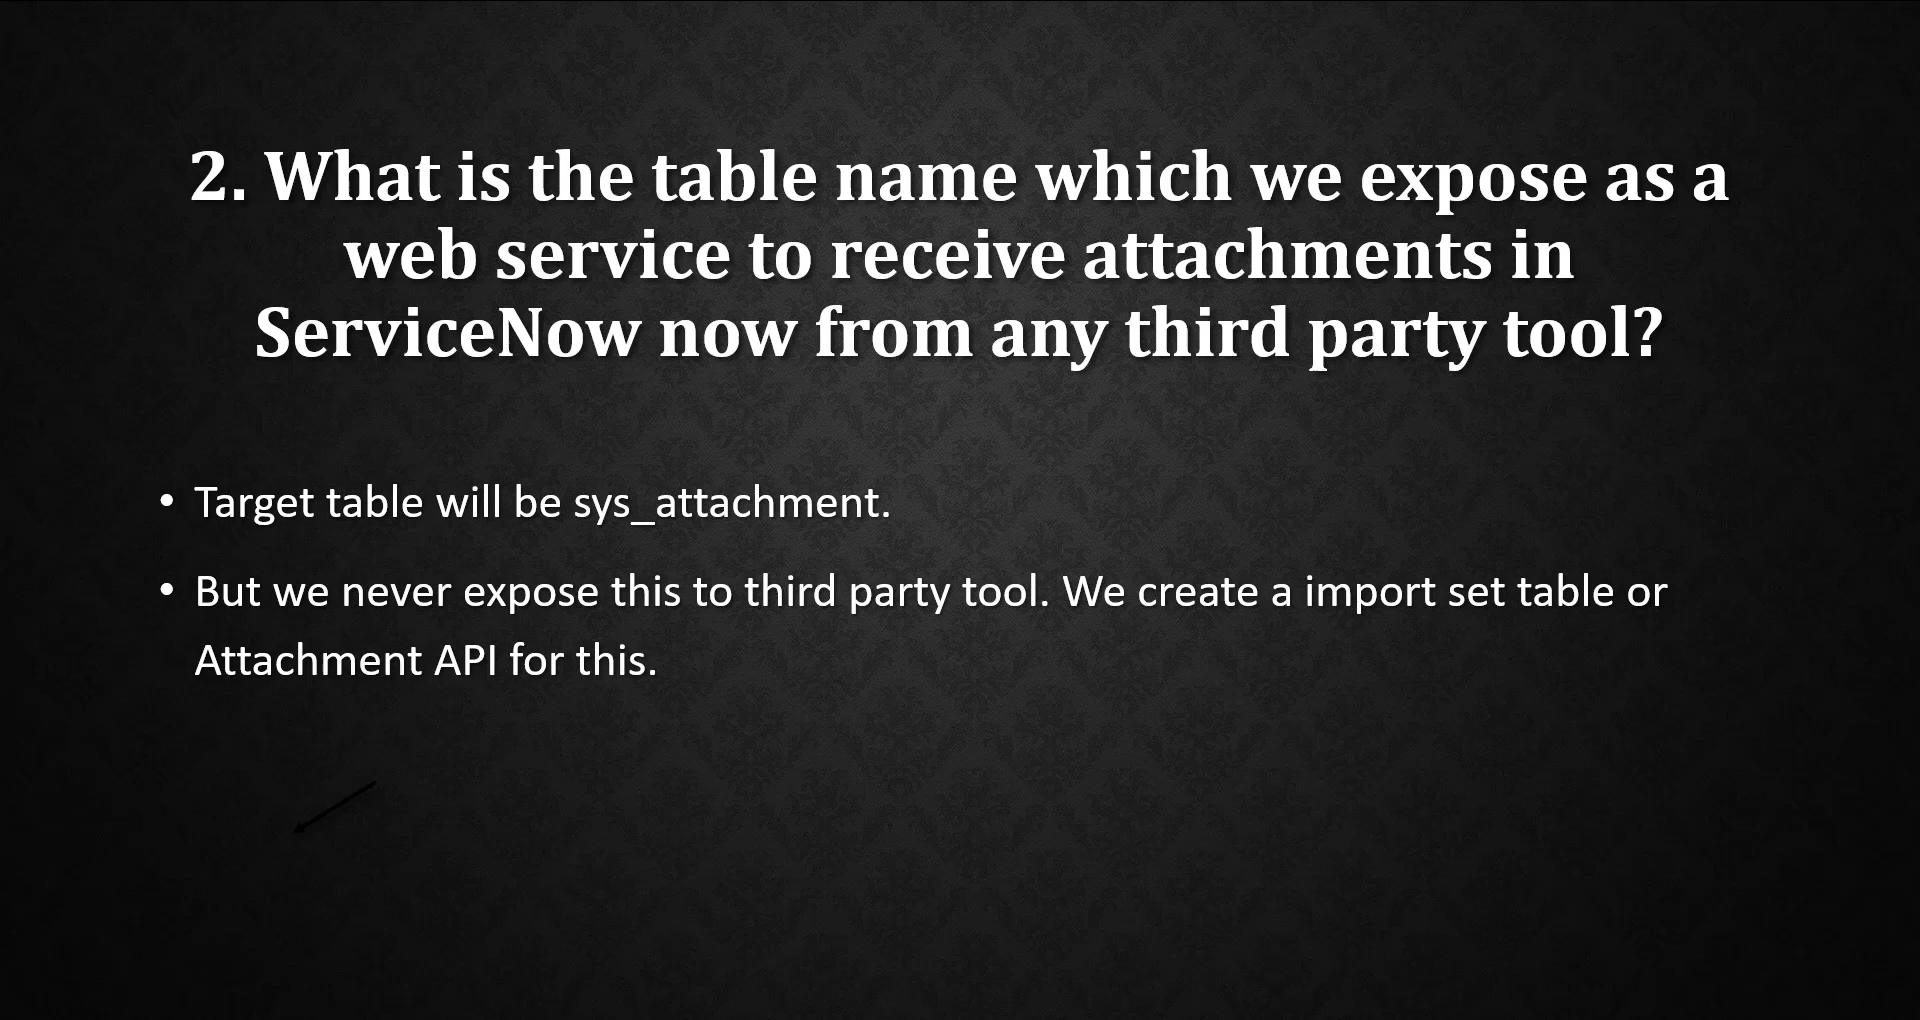 2. What is the table name which we expose as a
web service to receive attachments in
ServiceNow now from any third party tool?
• Target table will be sys_attachment.
• But we never expose this to third party tool. We create a import set table or
Attachment API for this.